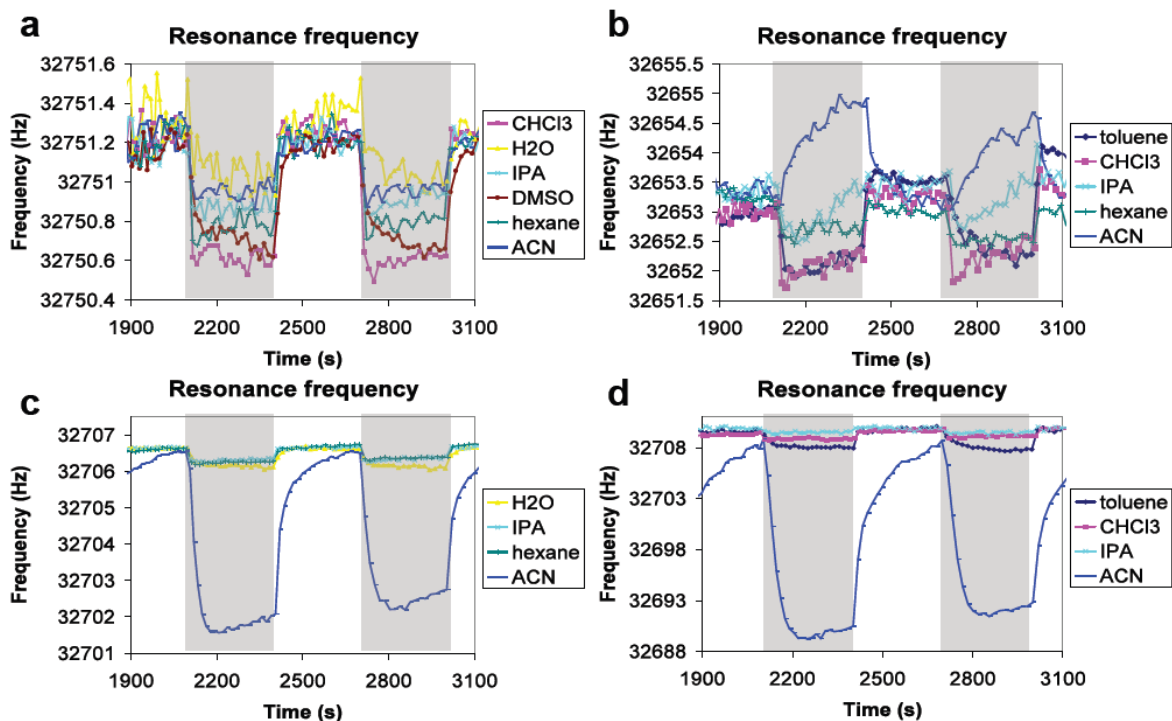 a
Resonance frequency
Frequency (Hz)
32751.6
32751.4
32751.2
32751
32750.8
32750.6
32750.4
1900 2200 2500 2800 3100
Time (s)
CHCl3
H2O
IPA
DMSO
hexane
ACN
b
Resonance frequency
Frequency (Hz)
32655.5
32655
32654.5
32654
32653.5
32653
32652.5
32652
32651.5
1900 2200 2500 2800 3100
Time (s)
toluene
CHCl3
IPA
hexane
ACN
c
Resonance frequency
Frequency (Hz)
32707
32706
32705
32704
32703
32702
32701
1900 2200 2500 2800 3100
Time (s)
H2O
IPA
hexane
ACN
d
Resonance frequency
Frequency (Hz)
32708
32703
32698
32693
32688
1900 2200 2500 2800 3100
Time (s)
toluene
CHCl3
IPA
ACN